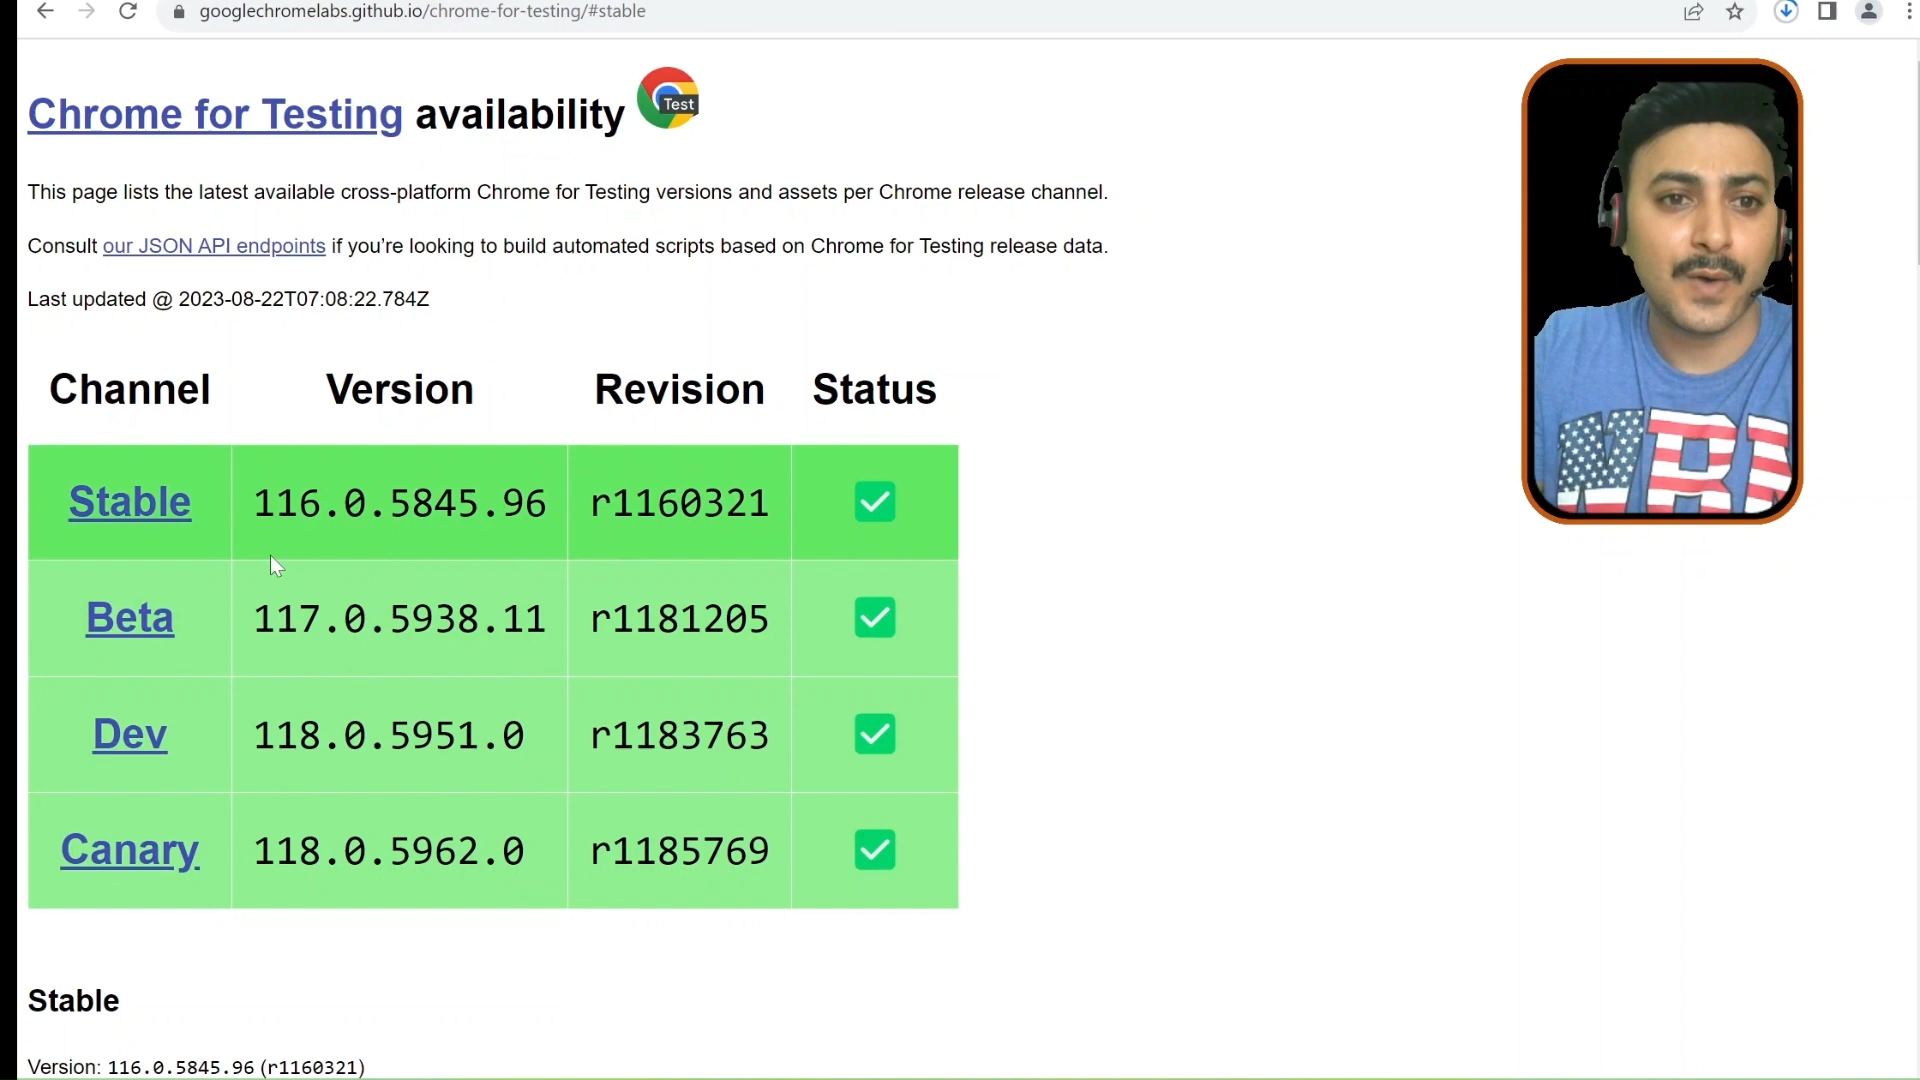 googlechromelabs.github.io/chrome-for-testing/#stable
Chrome for Testing availability
Test
This page lists the latest available cross-platform Chrome for Testing versions and assets per Chrome release channel.
Consult our JSON API endpoints if you’re looking to build automated scripts based on Chrome for Testing release data.
Last updated @ 2023-08-22T07:08:22.784Z
Channel Version Revision Status
Stable 116.0.5845.96 r1160321 ✅
Beta 117.0.5938.11 r1181205 ✅
Dev 118.0.5951.0 r1183763 ✅
Canary 118.0.5962.0 r1185769 ✅
Stable
Version: 116.0.5845.96 (r1160321)